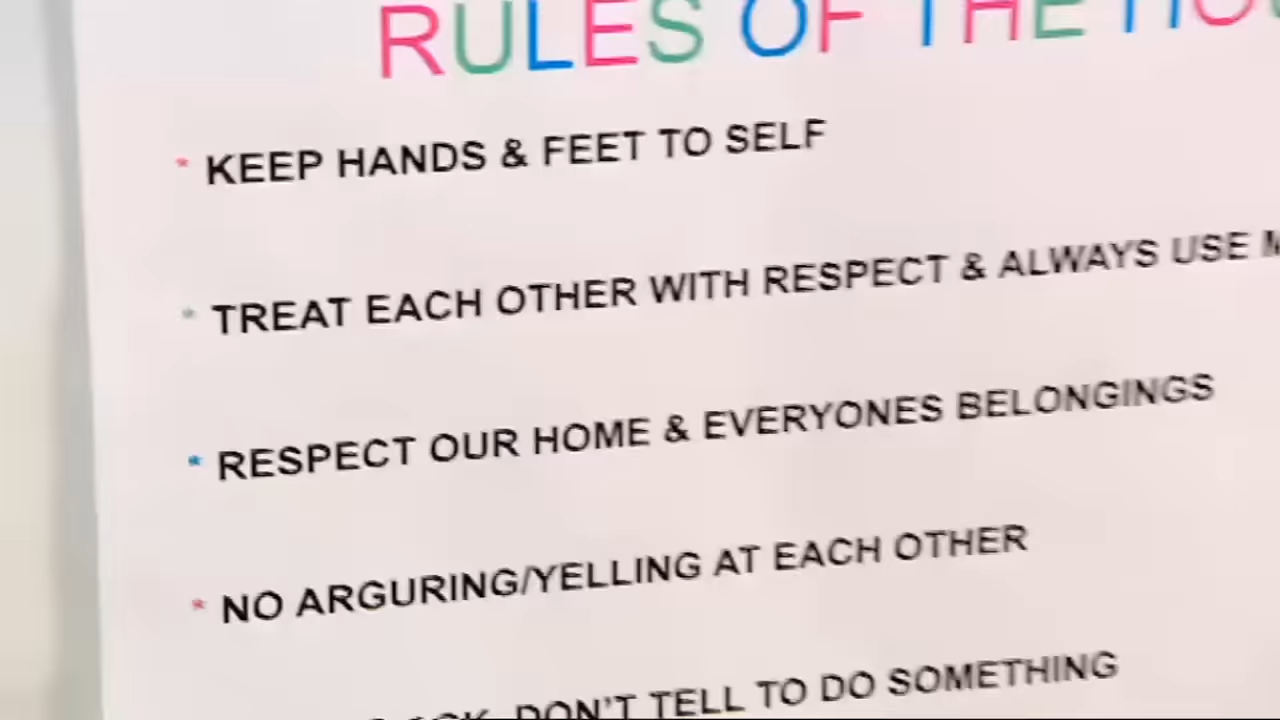 RULES OF THE
* KEEP HANDS & FEET TO SELF
* TREAT EACH OTHER WITH RESPECT & ALWAYS USE
* RESPECT OUR HOME & EVERYONES BELONGINGS
* NO ARGURING/YELLING AT EACH OTHER
DON'T TELL TO DO SOMETHING